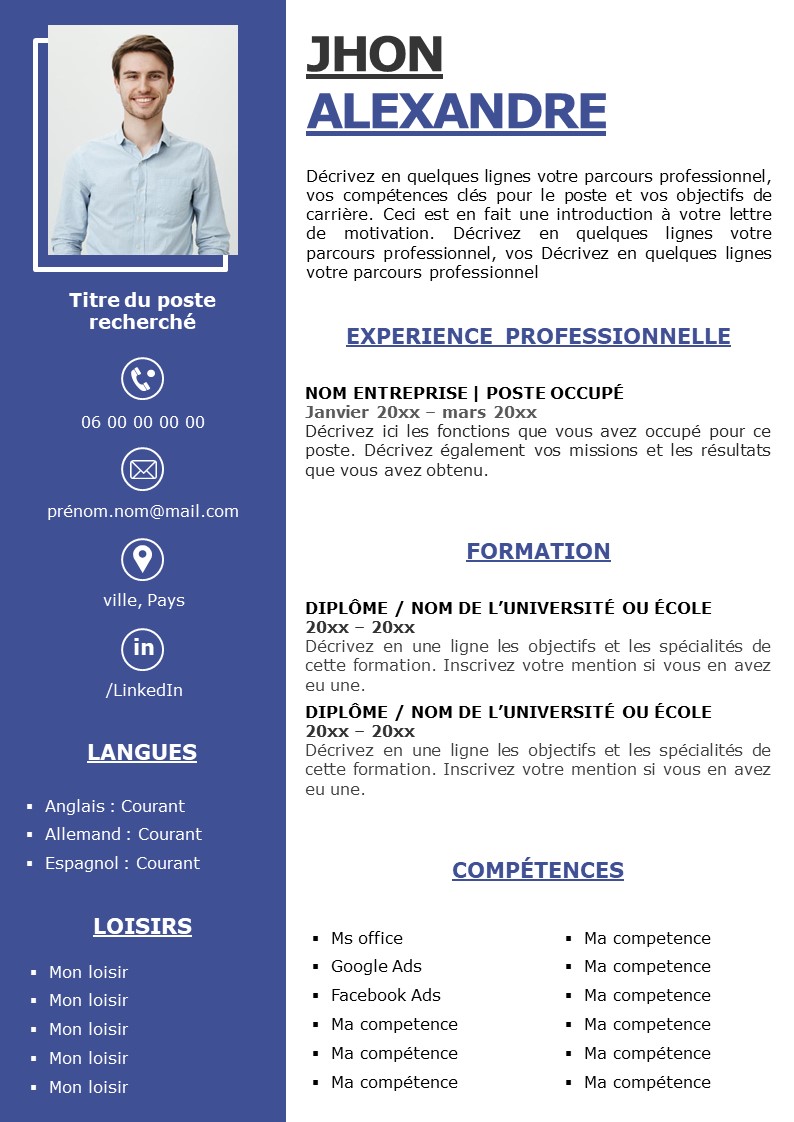 Titre du poste
recherché
06 00 00 00 00
prénom.nom@mail.com
ville, Pays
in
/LinkedIn
LANGUES
▪ Anglais : Courant
▪ Allemand : Courant
▪ Espagnol : Courant
LOISIRS
▪ Mon loisir
▪ Mon loisir
▪ Mon loisir
▪ Mon loisir
▪ Mon loisir
JHON
ALEXANDRE
Décrivez en quelques lignes votre parcours professionnel,
vos compétences clés pour le poste et vos objectifs de
carrière. Ceci est en fait une introduction à votre lettre
de motivation. Décrivez en quelques lignes votre
parcours professionnel, vos Décrivez en quelques lignes
votre parcours professionnel
EXPERIENCE PROFESSIONNELLE
NOM ENTREPRISE | POSTE OCCUPÉ
Janvier 20xx – mars 20xx
Décrivez ici les fonctions que vous avez occupé pour ce
poste. Décrivez également vos missions et les résultats
que vous avez obtenu.
FORMATION
DIPLÔME / NOM DE L’UNIVERSITÉ OU ÉCOLE
20xx – 20xx
Décrivez en une ligne les objectifs et les spécialités de
cette formation. Inscrivez votre mention si vous en avez
eu une.
DIPLÔME / NOM DE L’UNIVERSITÉ OU ÉCOLE
20xx – 20xx
Décrivez en une ligne les objectifs et les spécialités de
cette formation. Inscrivez votre mention si vous en avez
eu une.
COMPÉTENCES
▪ Ms office
▪ Google Ads
▪ Facebook Ads
▪ Ma competence
▪ Ma compétence
▪ Ma compétence
▪ Ma competence
▪ Ma competence
▪ Ma competence
▪ Ma competence
▪ Ma compétence
▪ Ma compétence